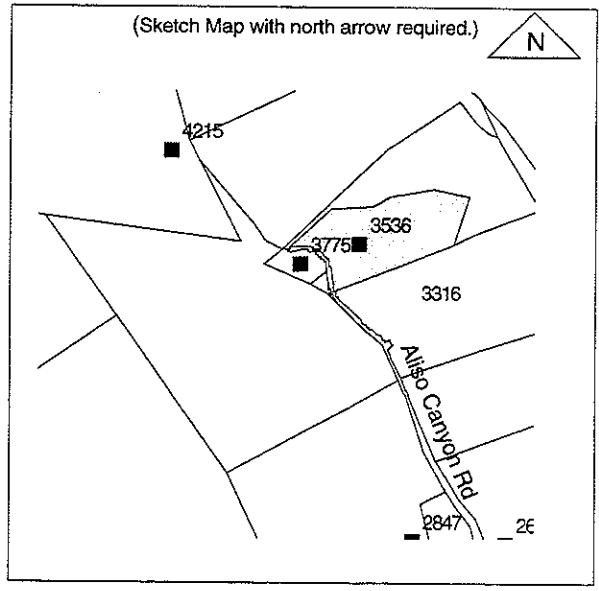 (Sketch Map with north arrow required.)
N
4215
3536
3775
3316
Aliso Canyon Rd
2847